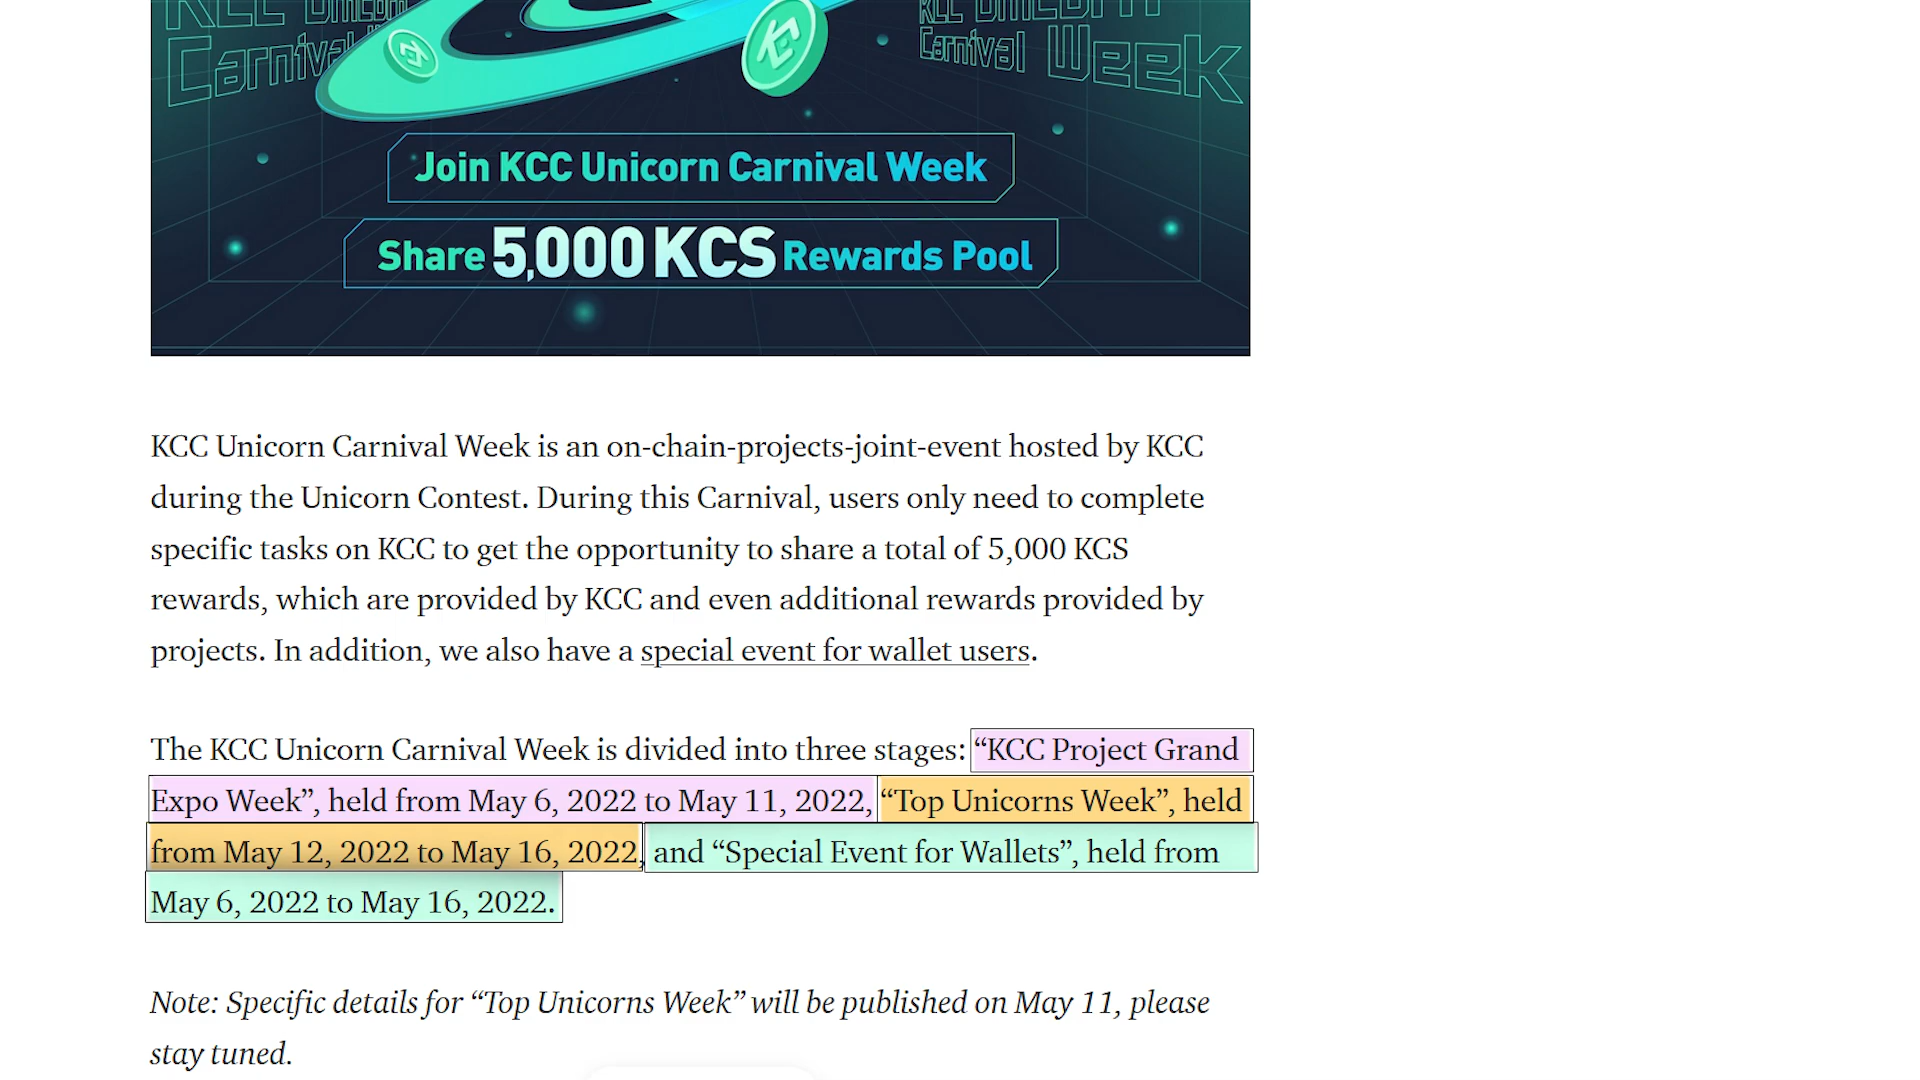 KCC Unicorn
Carnival
KCC Unicorn
Carnival Week
Join KCC Unicorn Carnival Week
Share 5,000 KCS Rewards Pool
KCC Unicorn Carnival Week is an on-chain-projects-joint-event hosted by KCC
during the Unicorn Contest. During this Carnival, users only need to complete
specific tasks on KCC to get the opportunity to share a total of 5,000 KCS
rewards, which are provided by KCC and even additional rewards provided by
projects. In addition, we also have a special event for wallet users.
The KCC Unicorn Carnival Week is divided into three stages: “KCC Project Grand
Expo Week”, held from May 6, 2022 to May 11, 2022, “Top Unicorns Week”, held
from May 12, 2022 to May 16, 2022, and “Special Event for Wallets”, held from
May 6, 2022 to May 16, 2022.
Note: Specific details for “Top Unicorns Week” will be published on May 11, please
stay tuned.